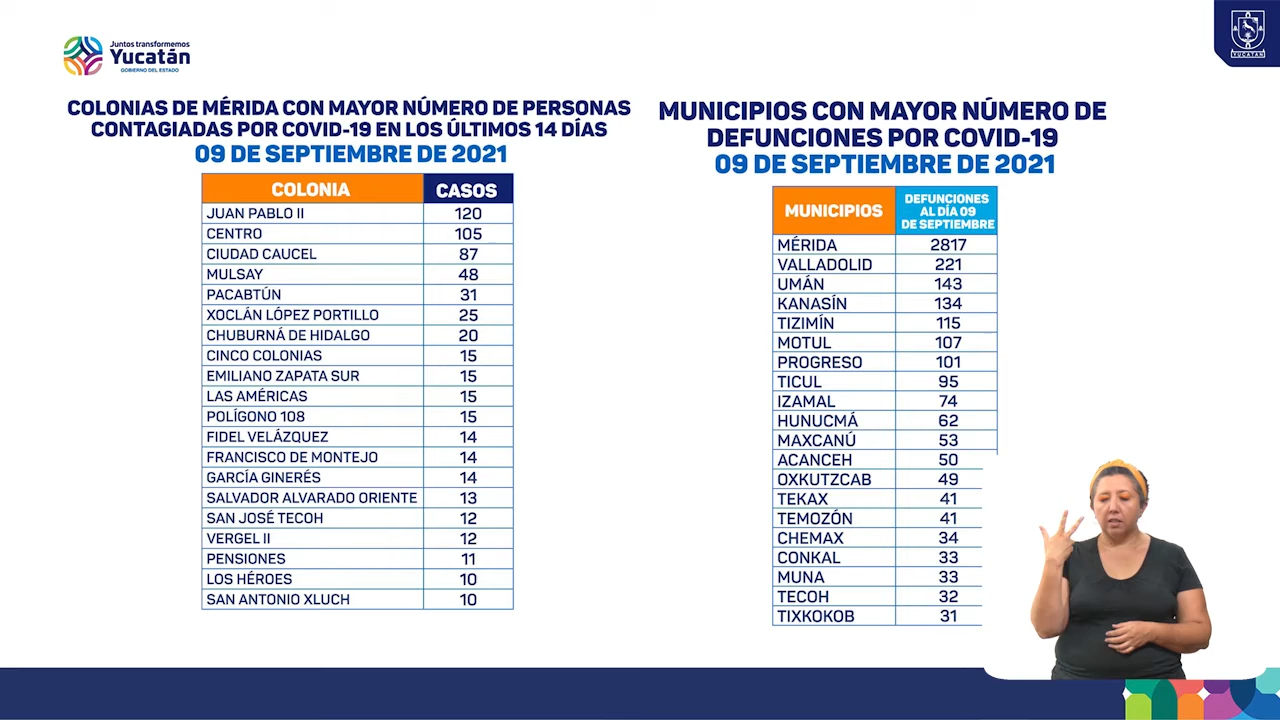 Juntos transformemos
Yucatán
GOBIERNO DEL ESTADO
YUCATÁN
COLONIAS DE MÉRIDA CON MAYOR NÚMERO DE PERSONAS
CONTAGIADAS POR COVID-19 EN LOS ÚLTIMOS 14 DÍAS
09 DE SEPTIEMBRE DE 2021
COLONIA CASOS
JUAN PABLO II 120
CENTRO 105
CIUDAD CAUCEL 87
MULSAY 48
PACABTÚN 31
XOCLÁN LÓPEZ PORTILLO 25
CHUBURNÁ DE HIDALGO 20
CINCO COLONIAS 15
EMILIANO ZAPATA SUR 15
LAS AMÉRICAS 15
POLÍGONO 108 15
FIDEL VELÁZQUEZ 14
FRANCISCO DE MONTEJO 14
GARCÍA GINERÉS 14
SALVADOR ALVARADO ORIENTE 13
SAN JOSÉ TECOH 12
VERGEL II 12
PENSIONES 11
LOS HÉROES 10
SAN ANTONIO XLUCH 10
MUNICIPIOS CON MAYOR NÚMERO DE
DEFUNCIONES POR COVID-19
09 DE SEPTIEMBRE DE 2021
MUNICIPIOS
DEFUNCIONES
AL DÍA 09
DE SEPTIEMBRE
MÉRIDA 2817
VALLADOLID 221
UMÁN 143
KANASÍN 134
TIZIMÍN 115
MOTUL 107
PROGRESO 101
TICUL 95
IZAMAL 74
HUNUCMÁ 62
MAXCANÚ 53
ACANCEH 50
OXKUTZCAB 49
TEKAX 41
TEMOZÓN 41
CHEMAX 34
CONKAL 33
MUNA 33
TECOH 32
TIXKOKOB 31